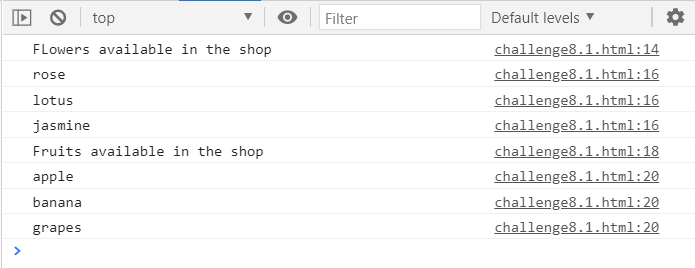 top Filter Default levels
FLowers available in the shop challenge8.1.html:14
rose challenge8.1.html:16
lotus challenge8.1.html:16
jasmine challenge8.1.html:16
Fruits available in the shop challenge8.1.html:18
apple challenge8.1.html:20
banana challenge8.1.html:20
grapes challenge8.1.html:20